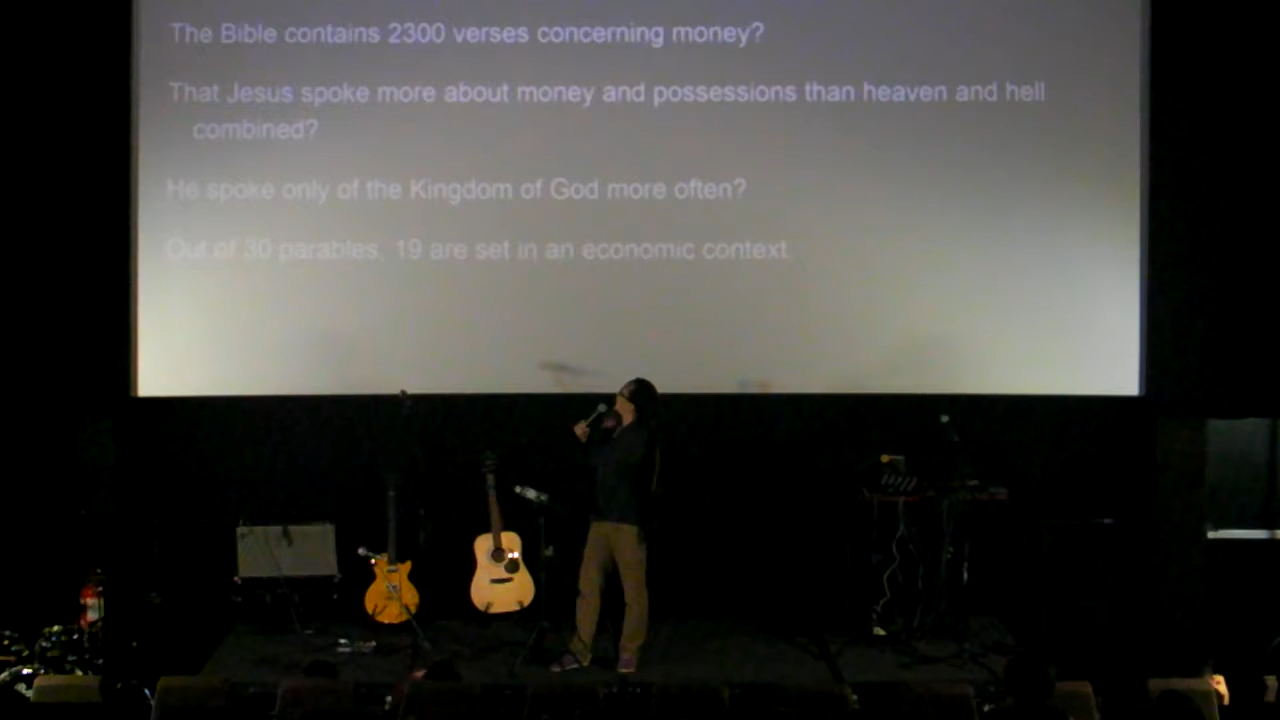 The Bible contains 2300 verses concerning money?
That Jesus spoke more about money and possessions than heaven and hell
combined?
He spoke only of the Kingdom of God more often?
Out of 30 parables, 19 are set in an economic context.